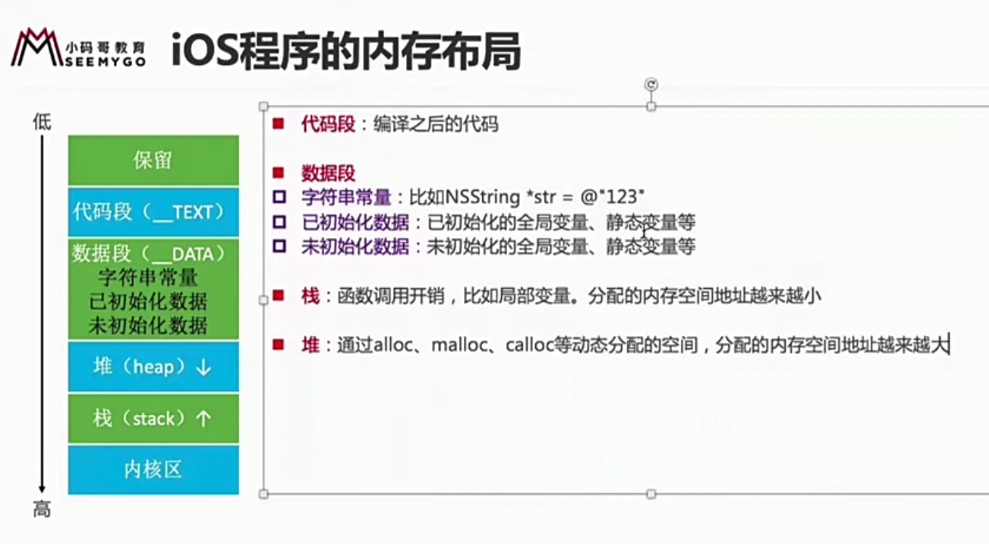 小码哥教育
SEEMYGO
iOS程序的内存布局
低
保留
代码段（__TEXT）
数据段（__DATA）
字符串常量
已初始化数据
未初始化数据
堆（heap）↓
栈（stack）↑
内核区
高
代码段：编译之后的代码
数据段
字符串常量：比如NSString *str = @"123"
已初始化数据：已初始化的全局变量、静态变量等
未初始化数据：未初始化的全局变量、静态变量等
栈：函数调用开销，比如局部变量。分配的内存空间地址越来越小
堆：通过alloc、malloc、calloc等动态分配的空间，分配的内存空间地址越来越大